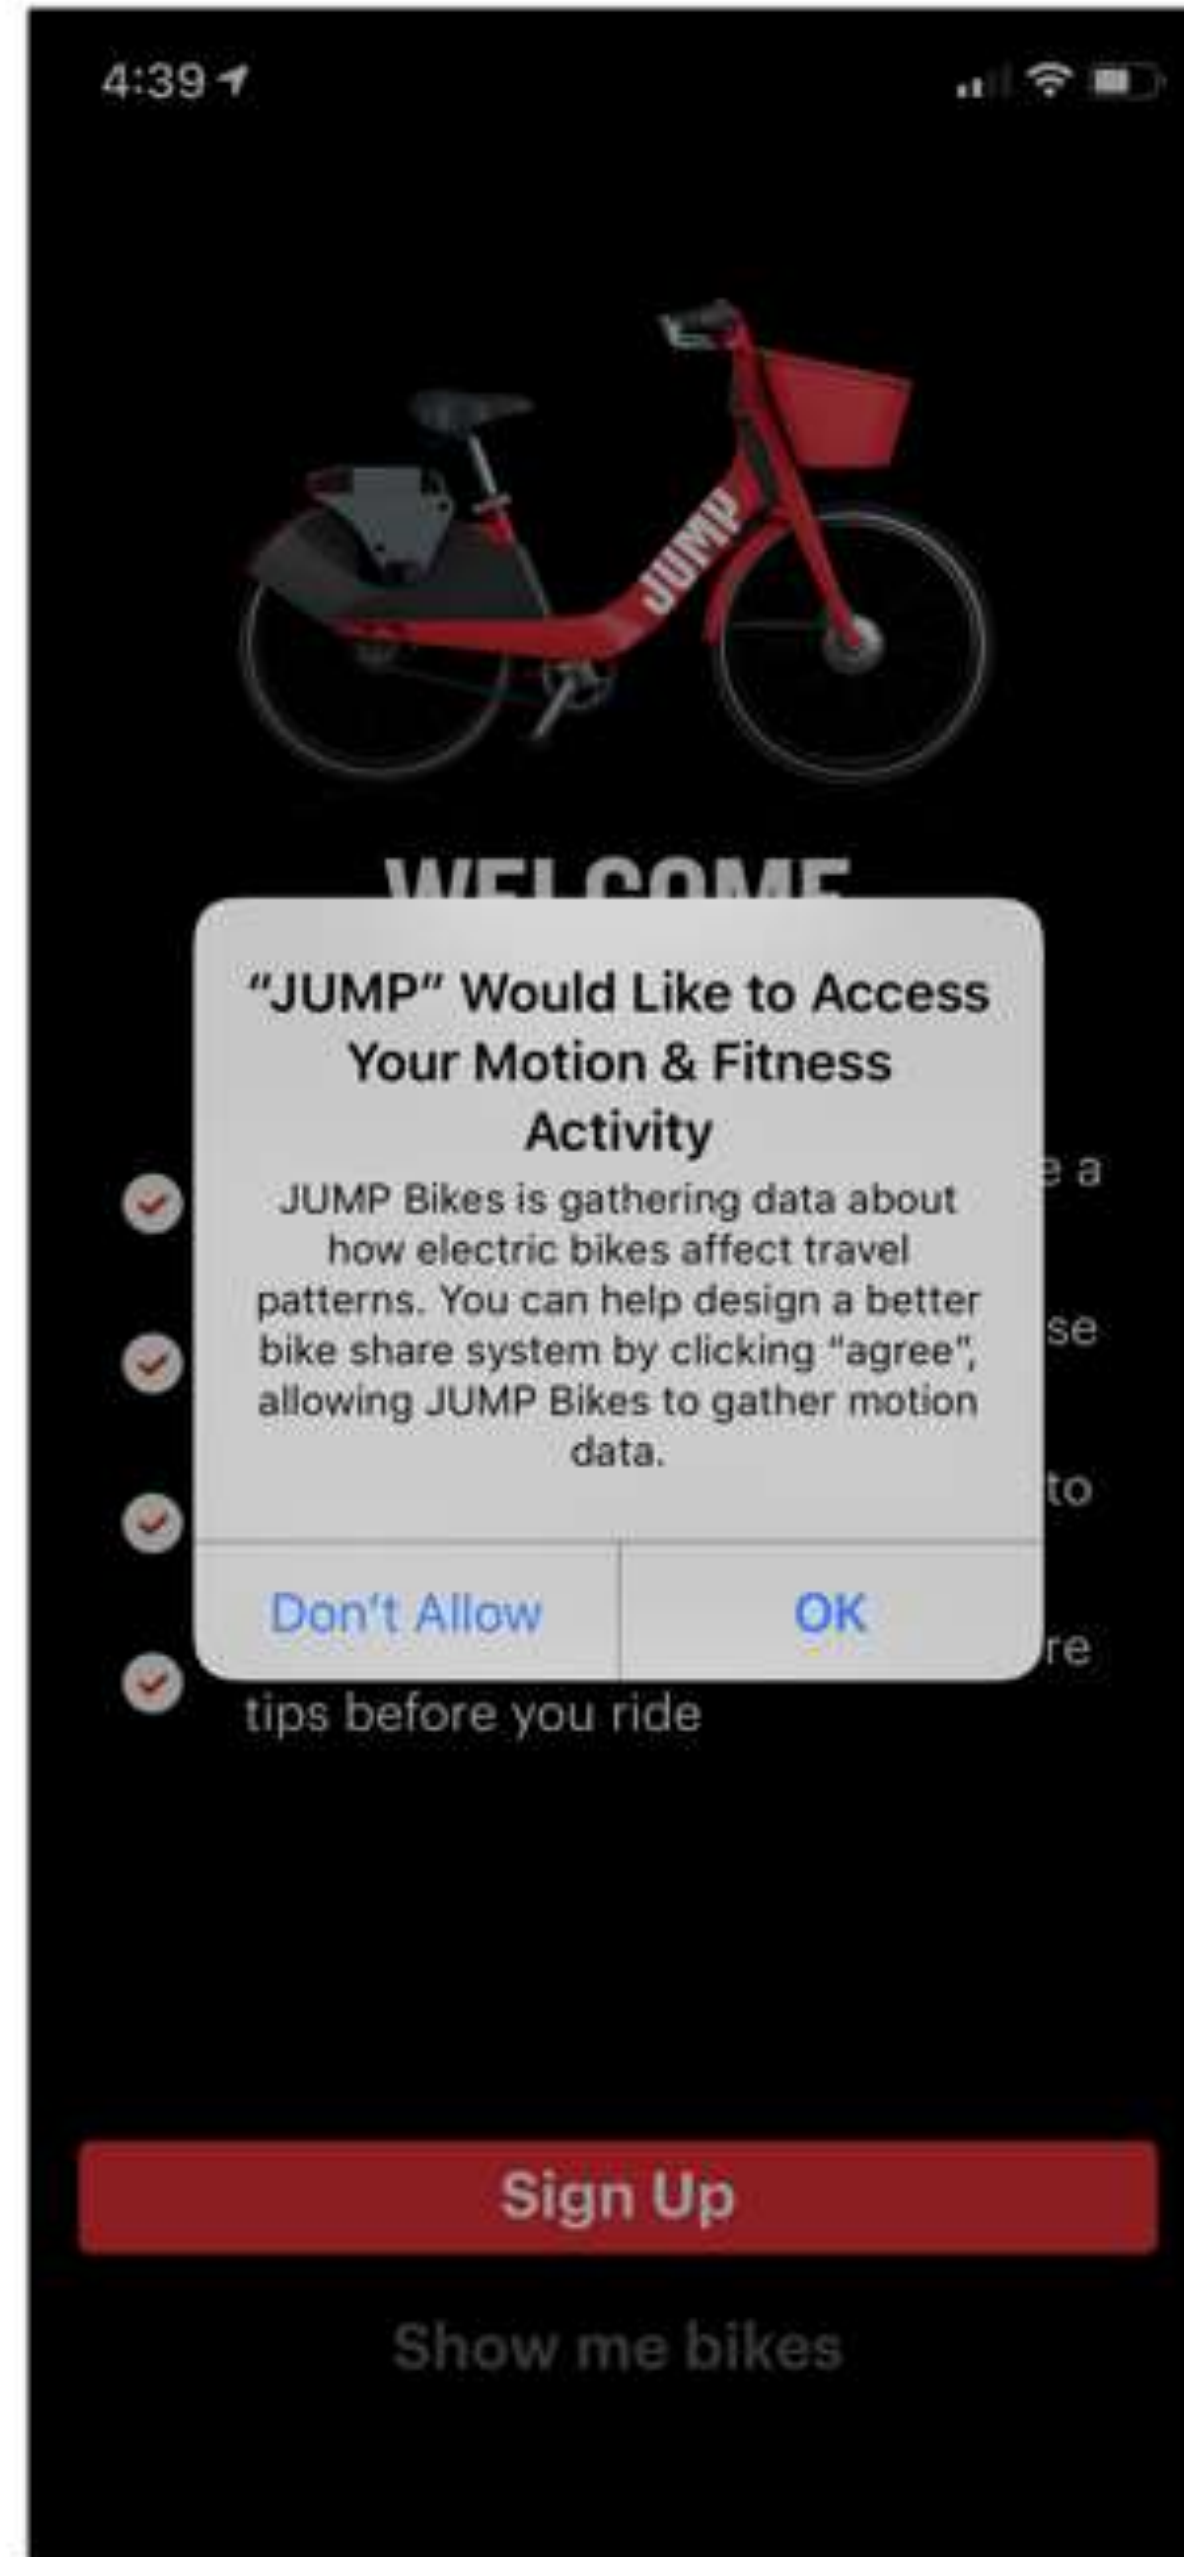 4:39
JUMP
WELCOME
"JUMP" Would Like to Access
Your Motion & Fitness
Activity
JUMP Bikes is gathering data about
how electric bikes affect travel
patterns. You can help design a better
bike share system by clicking "agree",
allowing JUMP Bikes to gather motion
data.
e a
se
to
re
Don't Allow
OK
tips before you ride
Sign Up
Show me bikes